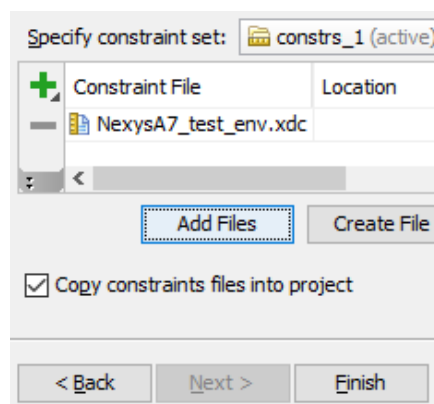 Specify constraint set: constrs_1 (active)
Constraint File Location
NexysA7_test_env.xdc
Add Files Create File
Copy constraints files into project
< Back Next > Finish